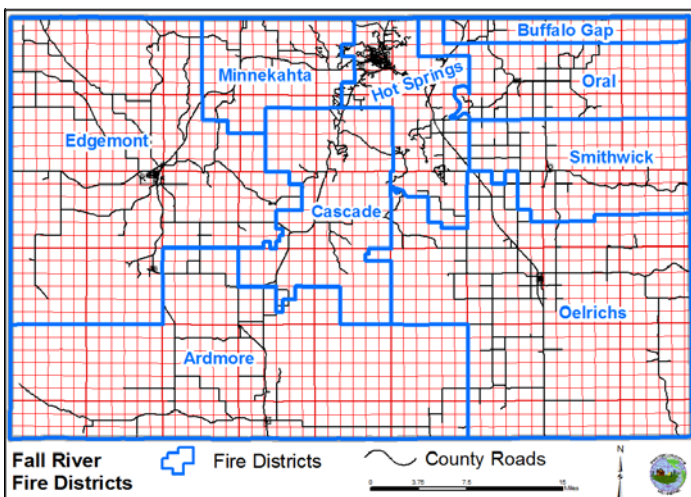 Buffalo Gap
Minnekahta
Hot Springs
Oral
Edgemont
Smithwick
Cascade
Oelrichs
Ardmore
Fall River
Fire Districts
Fire Districts
County Roads
N
0 3.75 7.5 15
Miles